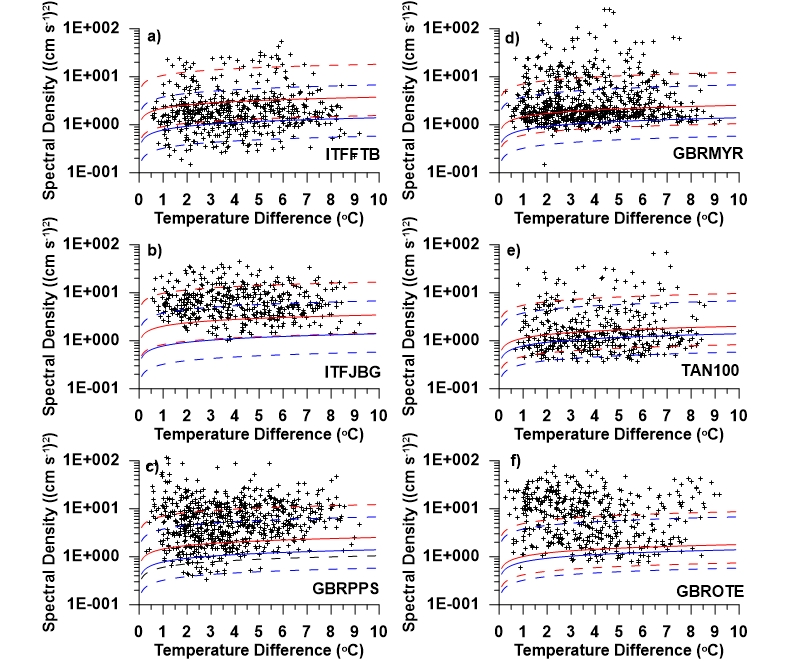 a)
Spectral Density ((cm s⁻¹)²)
1E+002
1E+001
1E+000
1E-001
ITFFTB
0 1 2 3 4 5 6 7 8 9 10
Temperature Difference (°C)
d)
Spectral Density ((cm s⁻¹)²)
1E+002
1E+001
1E+000
1E-001
GBRMYR
0 1 2 3 4 5 6 7 8 9 10
Temperature Difference (°C)
b)
Spectral Density ((cm s⁻¹)²)
1E+002
1E+001
1E+000
1E-001
ITFJBG
0 1 2 3 4 5 6 7 8 9 10
Temperature Difference (°C)
e)
Spectral Density ((cm s⁻¹)²)
1E+002
1E+001
1E+000
1E-001
TAN100
0 1 2 3 4 5 6 7 8 9 10
Temperature Difference (°C)
c)
Spectral Density ((cm s⁻¹)²)
1E+002
1E+001
1E+000
1E-001
GBRPPS
0 1 2 3 4 5 6 7 8 9 10
Temperature Difference (°C)
f)
Spectral Density ((cm s⁻¹)²)
1E+002
1E+001
1E+000
1E-001
GBROTE
0 1 2 3 4 5 6 7 8 9 10
Temperature Difference (°C)